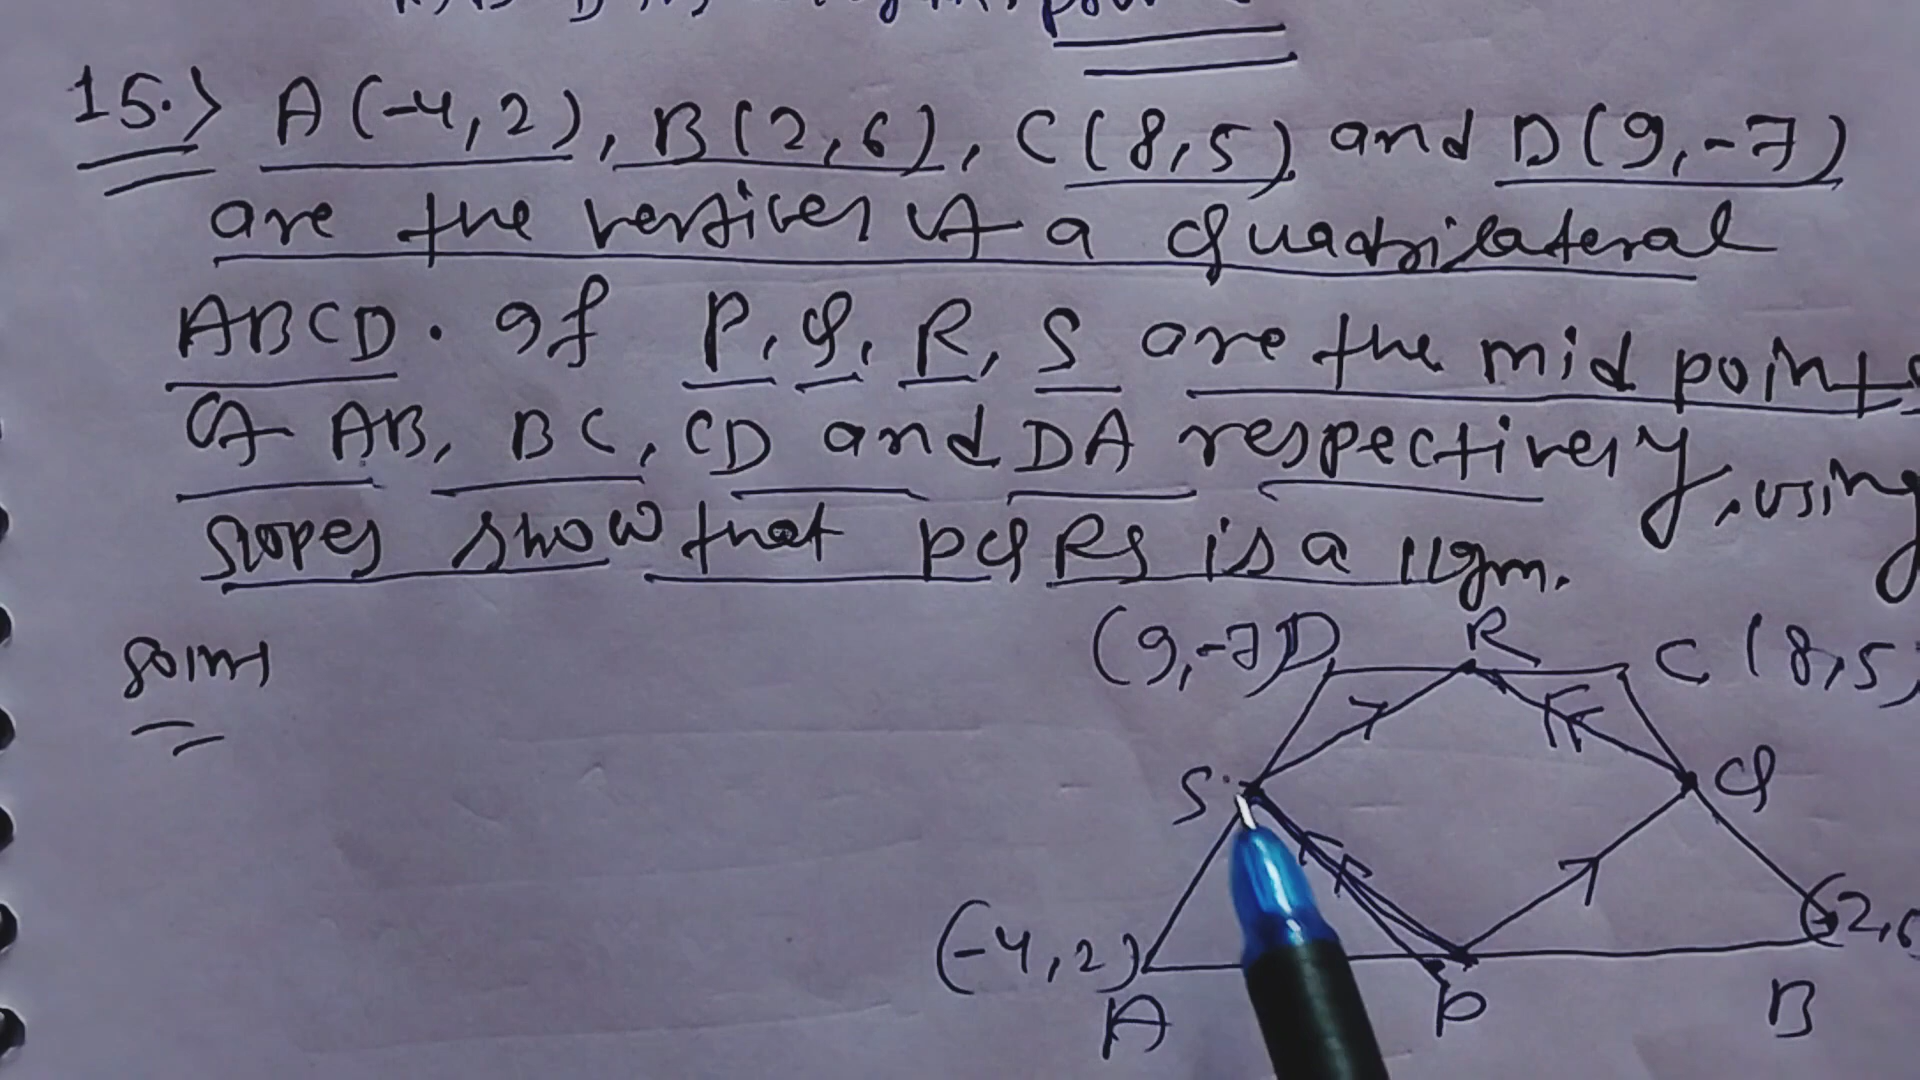 15.> A(-4,2), B(2,6), C(8,5) and D(9,-7)
are the vertices of a quadrilateral
ABCD. If P, Q, R, S are the mid points
of AB, BC, CD and DA respectively, using
slopes show that PQRS is a ||gm.
Soln
(9,-7)D R C (8,5)
S Q
(-4,2) (2,6
A P B